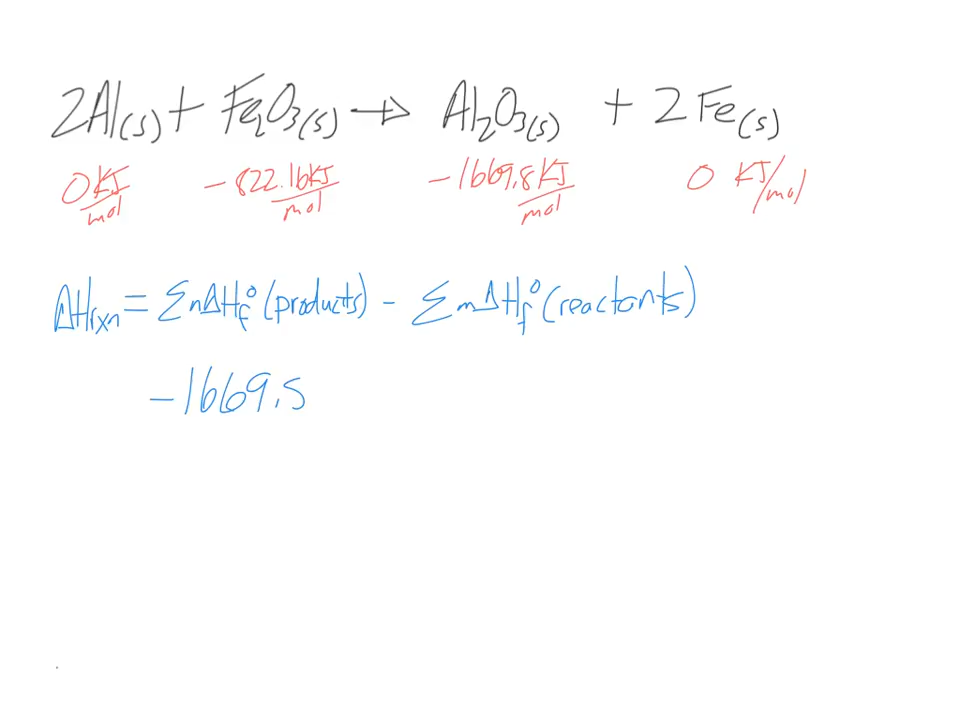 2Al(s) + Fe₂O₃(s) → Al₂O₃(s) + 2Fe(s)
0 KJ/mol -822.16 KJ/mol -1669.8 KJ/mol 0 KJ/mol
ΔHrxn = ΣnΔHf°(products) - ΣmΔHf°(reactants)
-1669.5